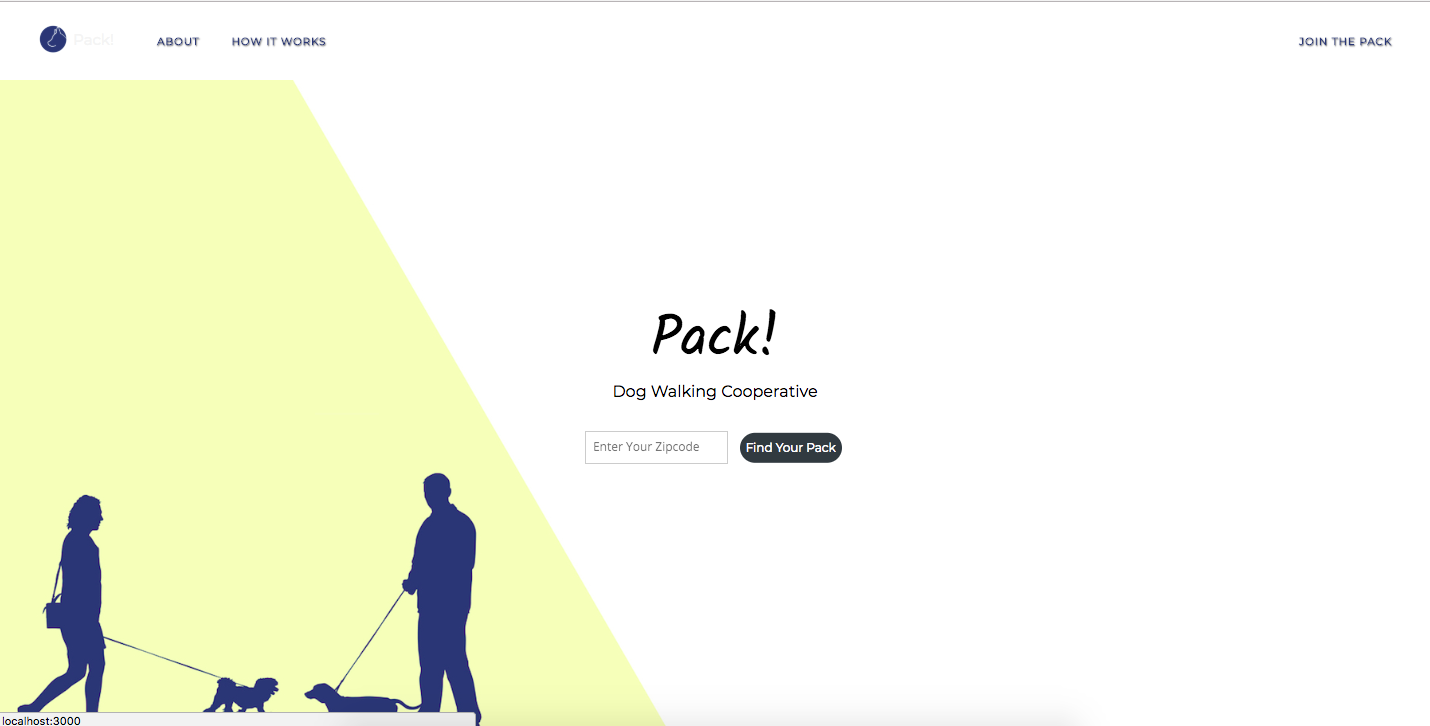 Pack! ABOUT HOW IT WORKS JOIN THE PACK
Pack!
Dog Walking Cooperative
Enter Your Zipcode Find Your Pack
localhost:3000